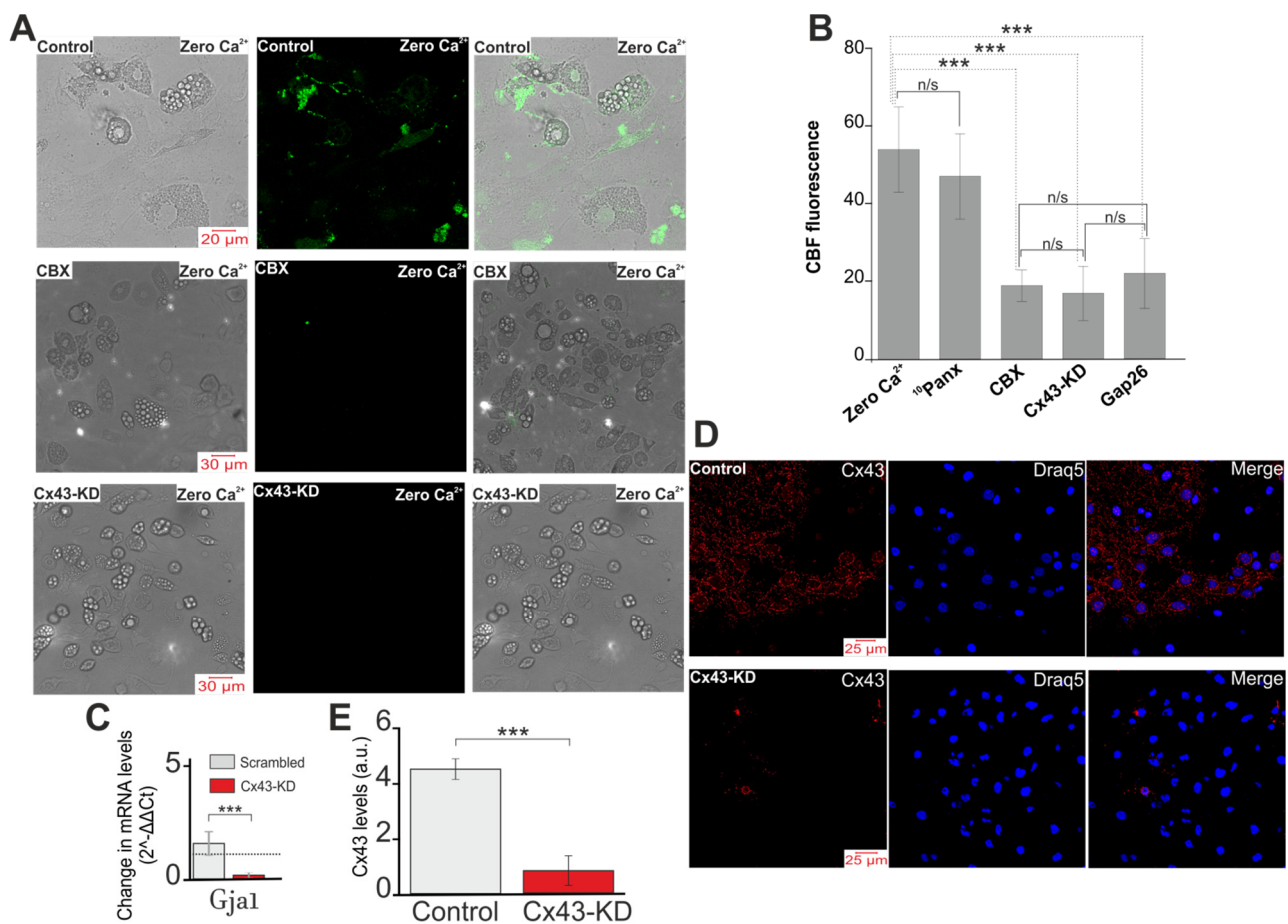 A
Control Zero Ca²⁺
Control Zero Ca²⁺
Control Zero Ca²⁺
20 µm
CBX Zero Ca²⁺
CBX Zero Ca²⁺
CBX Zero Ca²⁺
30 µm
Cx43-KD Zero Ca²⁺
Cx43-KD Zero Ca²⁺
Cx43-KD Zero Ca²⁺
30 µm
B
CBF fluorescence
80
60
40
20
0
***
***
***
n/s
n/s
n/s
n/s
Zero Ca²⁺
¹⁰Panx
CBX
Cx43-KD
Gap26
C
Change in mRNA levels
(2^-ΔΔCt)
5
0
Scrambled
Cx43-KD
***
Gja1
E
Cx43 levels (a.u.)
6
4
2
0
***
Control
Cx43-KD
D
Control Cx43
Draq5
Merge
25 µm
Cx43-KD Cx43
Draq5
Merge
25 µm